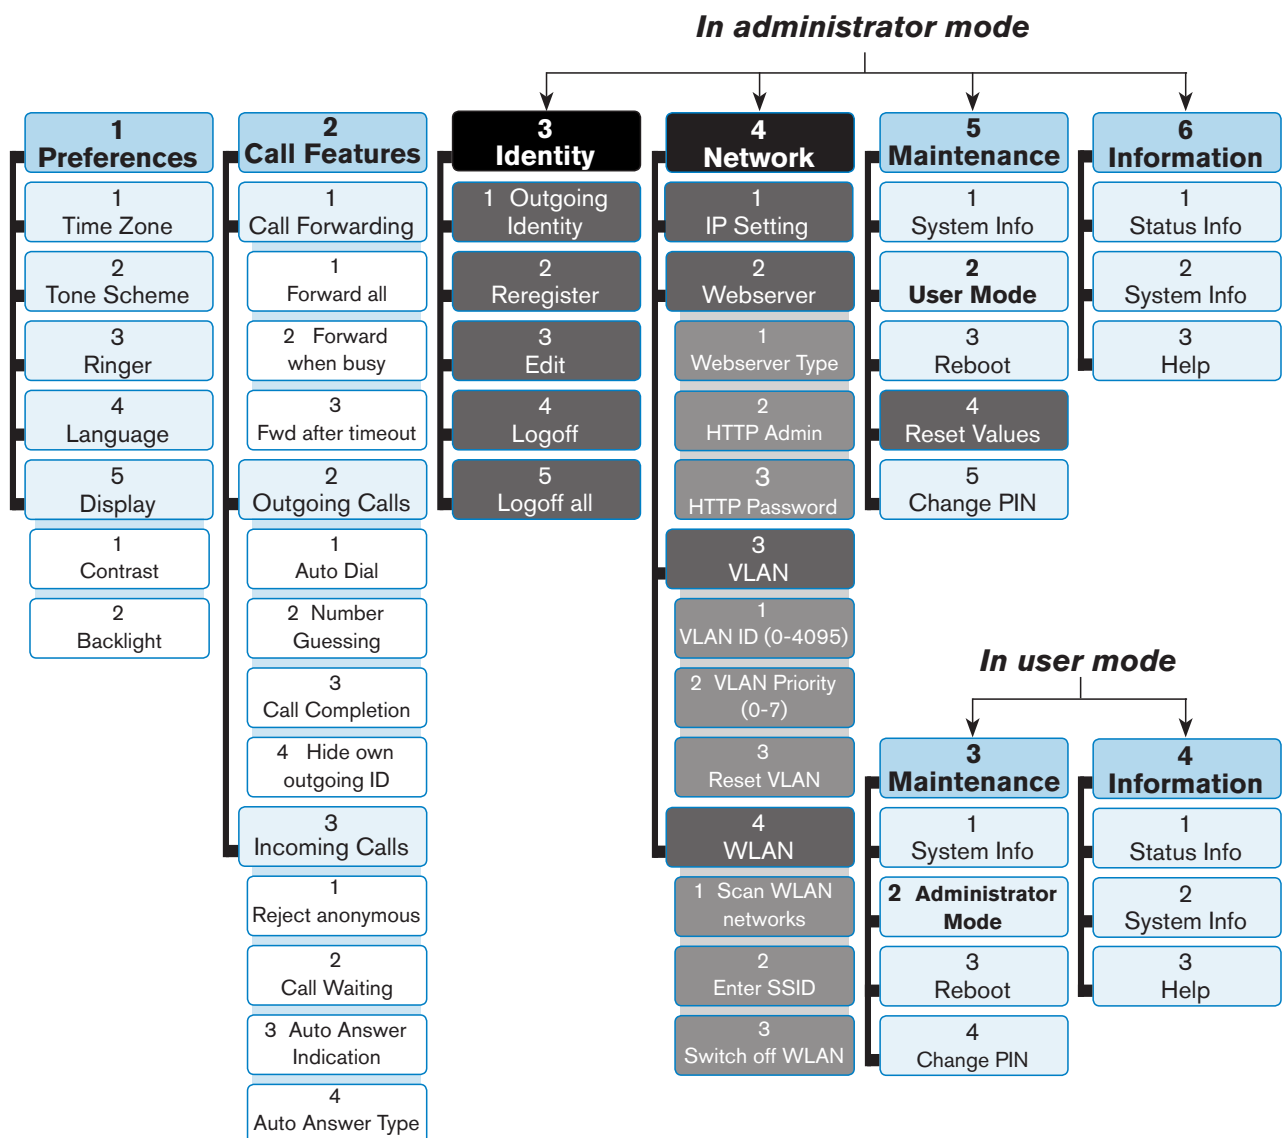 In administrator mode
1
Preferences
1
Time Zone
2
Tone Scheme
3
Ringer
4
Language
5
Display
1
Contrast
2
Backlight
2
Call Features
1
Call Forwarding
1
Forward all
2 Forward
when busy
3
Fwd after timeout
2
Outgoing Calls
1
Auto Dial
2 Number
Guessing
3
Call Completion
4 Hide own
outgoing ID
3
Incoming Calls
1
Reject anonymous
2
Call Waiting
3 Auto Answer
Indication
4
Auto Answer Type
3
Identity
1 Outgoing
Identity
2
Reregister
3
Edit
4
Logoff
5
Logoff all
4
Network
1
IP Setting
2
Webserver
1
Webserver Type
2
HTTP Admin
3
HTTP Password
3
VLAN
1
VLAN ID (0-4095)
2 VLAN Priority
(0-7)
3
Reset VLAN
4
WLAN
1 Scan WLAN
networks
2
Enter SSID
3
Switch off WLAN
5
Maintenance
1
System Info
2
User Mode
3
Reboot
4
Reset Values
5
Change PIN
6
Information
1
Status Info
2
System Info
3
Help
In user mode
3
Maintenance
1
System Info
2 Administrator
Mode
3
Reboot
4
Change PIN
4
Information
1
Status Info
2
System Info
3
Help